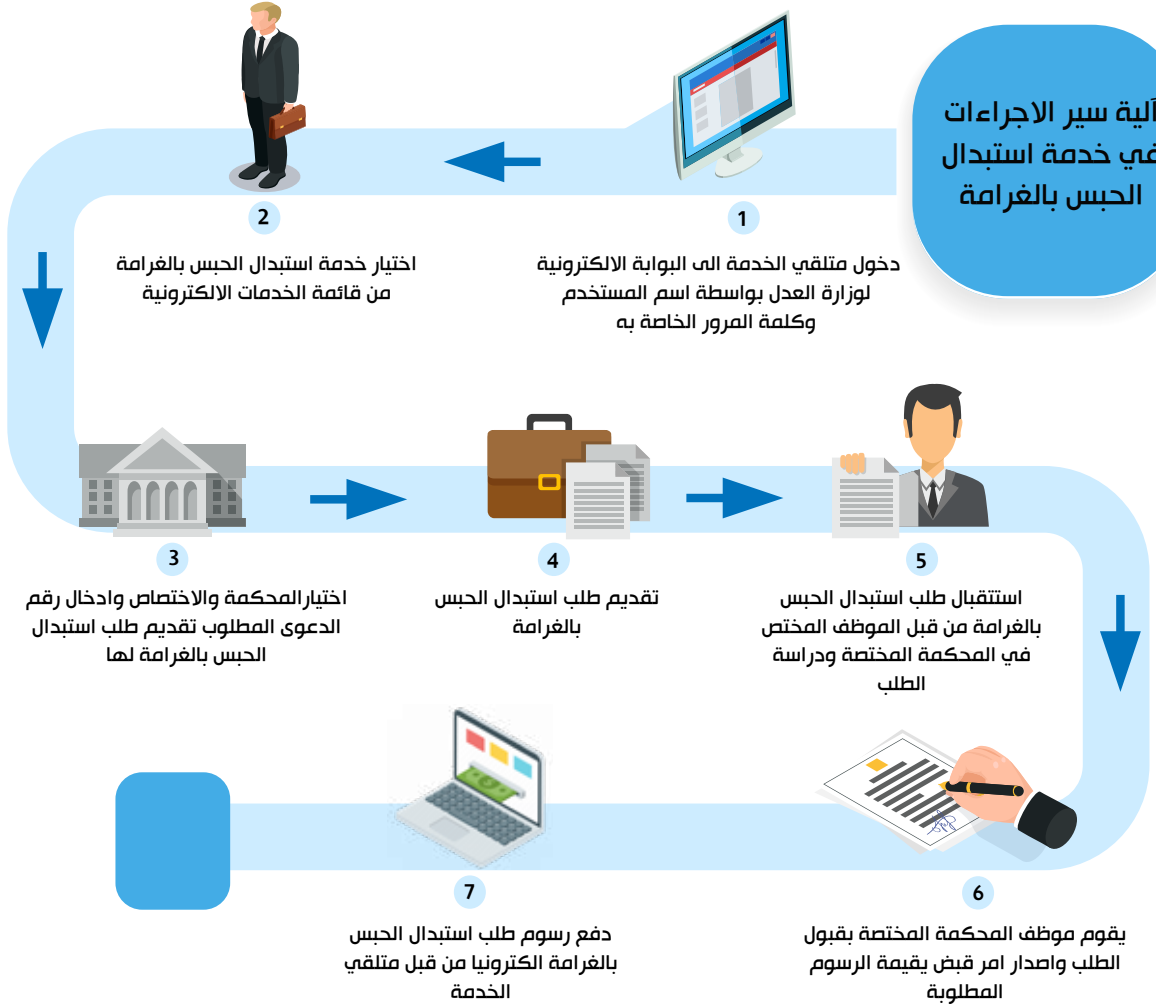 آلية سير الاجراءات
في خدمة استبدال
الحبس بالغرامة
1
دخول متلقي الخدمة الى البوابة الالكترونية
لوزارة العدل بواسطة اسم المستخدم
وكلمة المرور الخاصة به
2
اختيار خدمة استبدال الحبس بالغرامة
من قائمة الخدمات الالكترونية
3
اختيارالمحكمة والاختصاص وادخال رقم
الدعوى المطلوب تقديم طلب استبدال
الحبس بالغرامة لها
4
تقديم طلب استبدال الحبس
بالغرامة
5
استتقبال طلب استبدال الحبس
بالغرامة من قبل الموظف المختص
في المحكمة المختصة ودراسة
الطلب
6
يقوم موظف المحكمة المختصة بقبول
الطلب واصدار امر قبض يقيمة الرسوم
المطلوبة
7
دفع رسوم طلب استبدال الحبس
بالغرامة الكترونيا من قبل متلقي
الخدمة